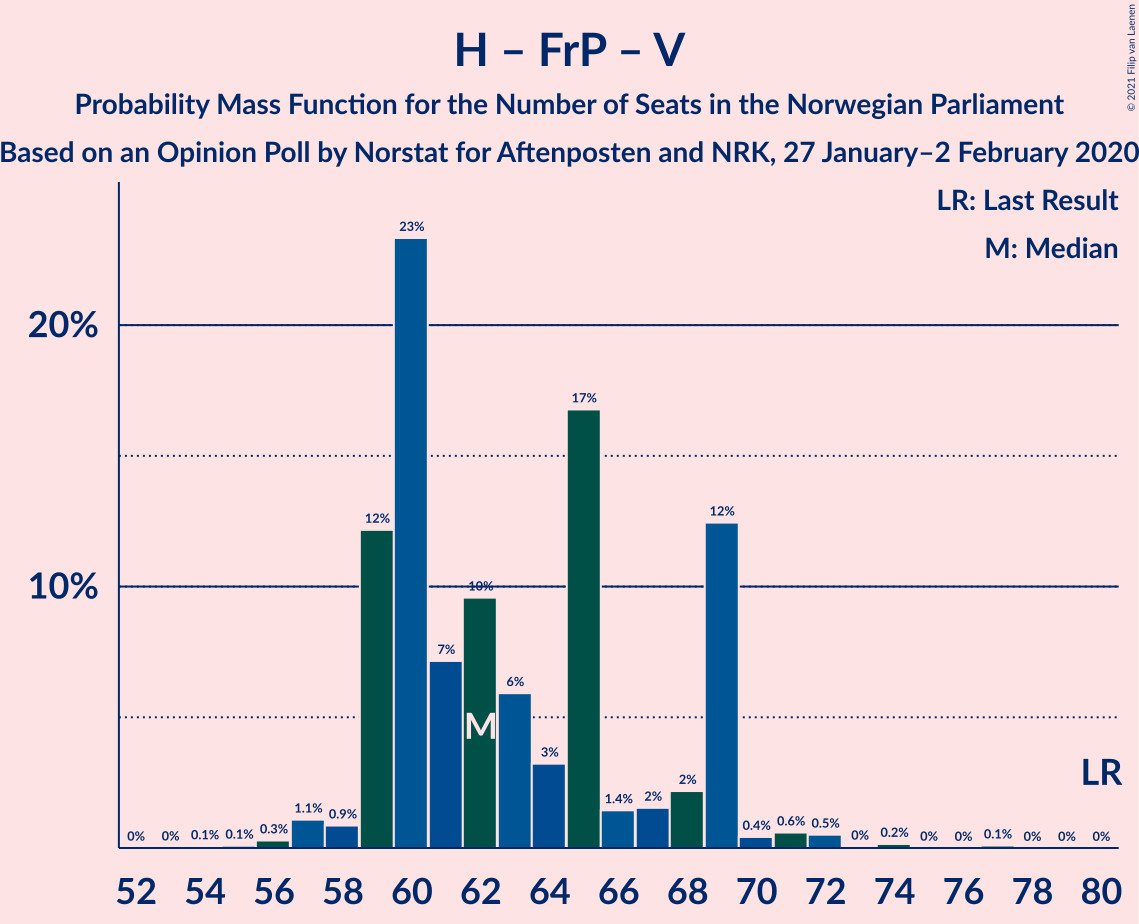 H – FrP – V
Probability Mass Function for the Number of Seats in the Norwegian Parliament
Based on an Opinion Poll by Norstat for Aftenposten and NRK, 27 January–2 February 2020
© 2021 Filip van Laenen
LR: Last Result
M: Median
20%
10%
0% 0% 0.1% 0.1% 0.3% 1.1% 0.9% 12% 23% 7% 10% 6% 3% 17% 1.4% 2% 2% 12% 0.4% 0.6% 0.5% 0% 0.2% 0% 0% 0.1% 0% 0% 0%
M
LR
52 54 56 58 60 62 64 66 68 70 72 74 76 78 80